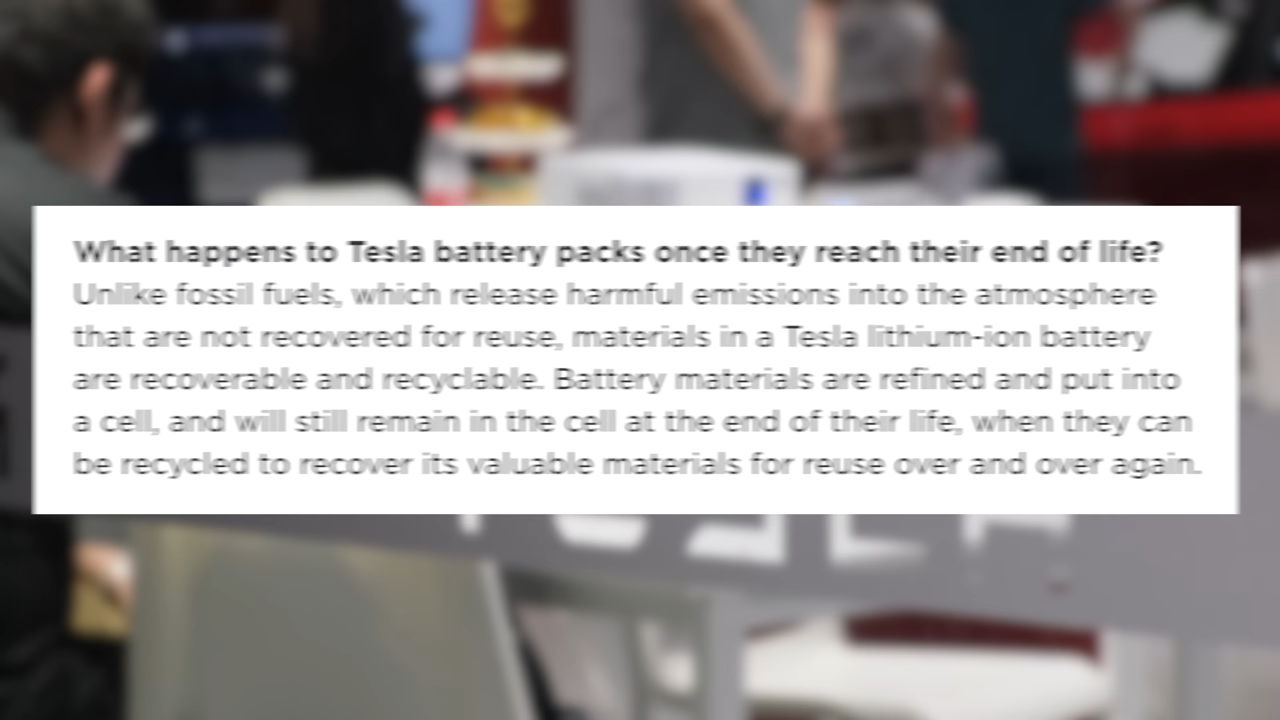 What happens to Tesla battery packs once they reach their end of life?
Unlike fossil fuels, which release harmful emissions into the atmosphere
that are not recovered for reuse, materials in a Tesla lithium-ion battery
are recoverable and recyclable. Battery materials are refined and put into
a cell, and will still remain in the cell at the end of their life, when they can
be recycled to recover its valuable materials for reuse over and over again.